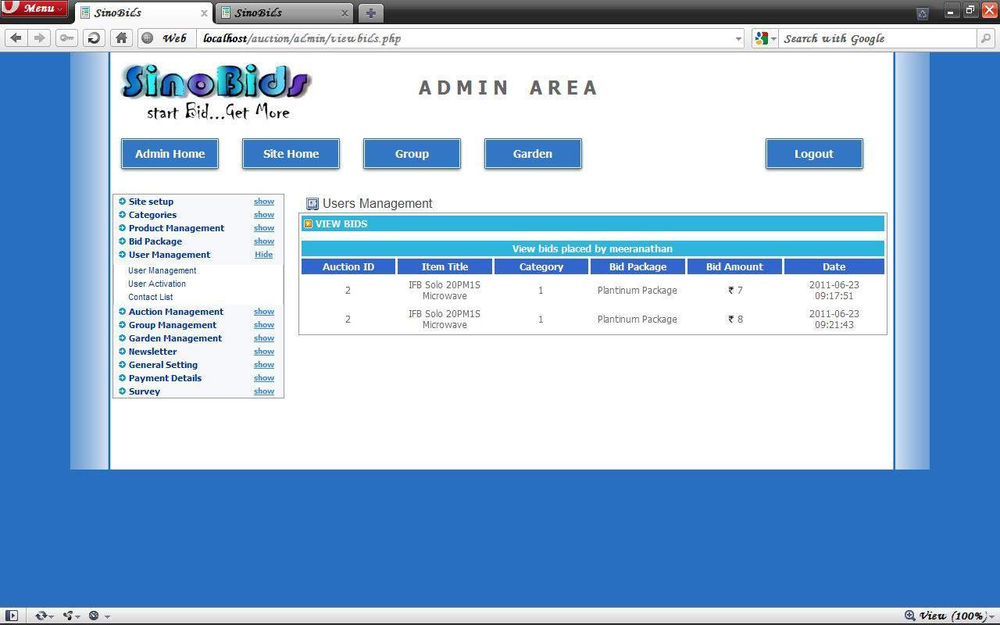 Menu
SinoBids
SinoBids
Web
localhost/auction/admin/viewbids.php
Search with Google
SinoBids
start Bid...Get More
ADMIN AREA
Admin Home
Site Home
Group
Garden
Logout
Site setup show
Categories show
Product Management show
Bid Package show
User Management Hide
User Management
User Activation
Contact List
Auction Management show
Group Management show
Garden Management show
Newsletter show
General Setting show
Payment Details show
Survey show
Users Management
VIEW BIDS
View bids placed by meeranathan
Auction ID Item Title Category Bid Package Bid Amount Date
2 IFB Solo 20PM1S Microwave 1 Plantinum Package ₹ 7 2011-06-23 09:17:51
2 IFB Solo 20PM1S Microwave 1 Plantinum Package ₹ 8 2011-06-23 09:21:43
View (100%)